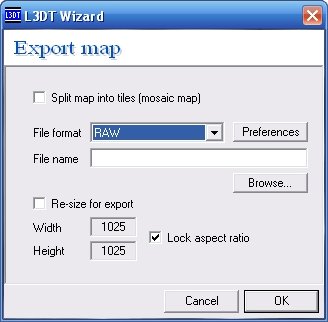 L3DT L3DT Wizard
Export map
Split map into tiles (mosaic map)
File format RAW Preferences
File name
Browse...
Re-size for export
Width 1025
Lock aspect ratio
Height 1025
Cancel OK